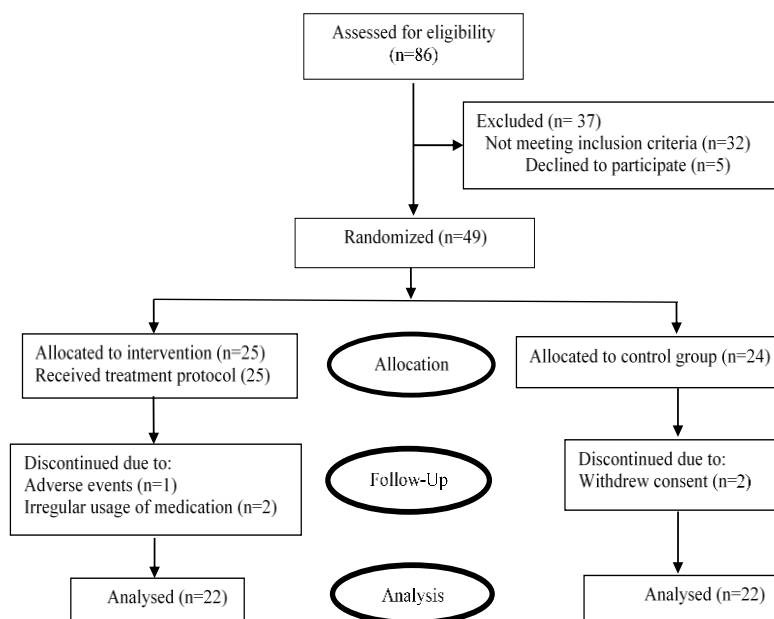 Assessed for eligibility
(n=86)
Excluded (n= 37)
Not meeting inclusion criteria (n=32)
Declined to participate (n=5)
Randomized (n=49)
Allocated to intervention (n=25)
Received treatment protocol (25)
Allocation
Allocated to control group (n=24)
Discontinued due to:
Adverse events (n=1)
Irregular usage of medication (n=2)
Follow-Up
Discontinued due to:
Withdrew consent (n=2)
Analysed (n=22)
Analysis
Analysed (n=22)